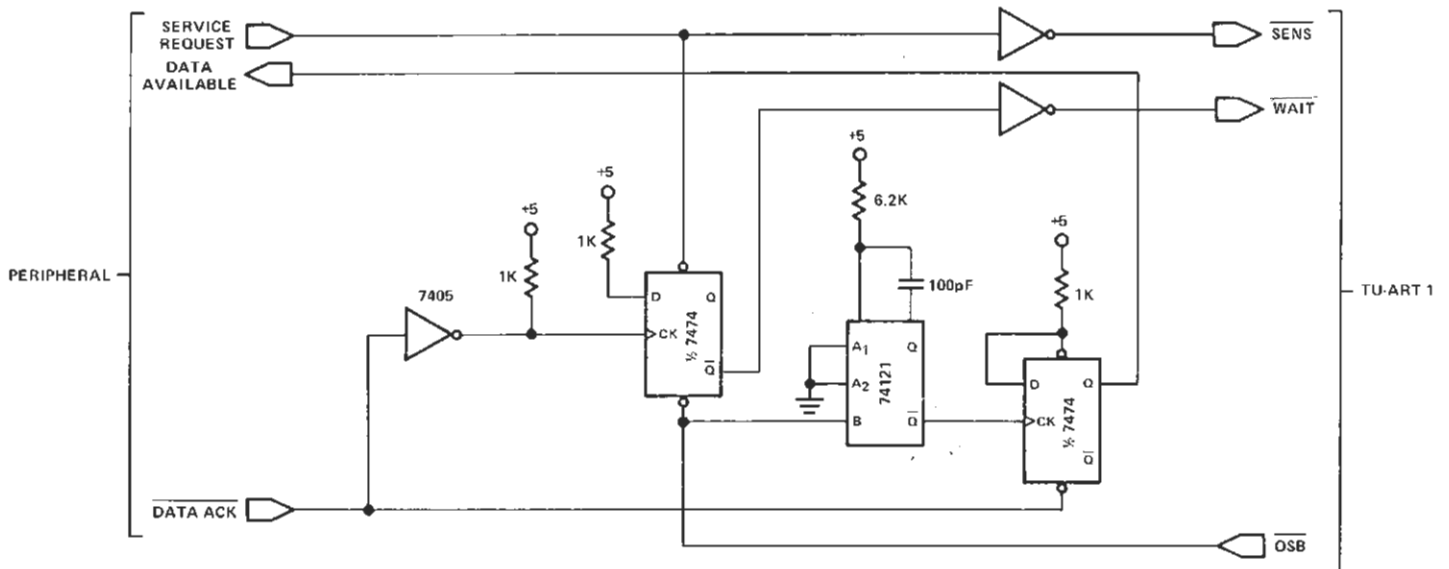 SERVICE
REQUEST
SENS
DATA
AVAILABLE
WAIT
+5
6.2K
+5
+5
+5
1K
1K
100pF
1K
PERIPHERAL
TU-ART 1
7405
D
Q
CK
½ 7474
Q
A1
Q
A2
74121
B
Q
D
Q
CK
½ 7474
Q
DATA ACK
OSB